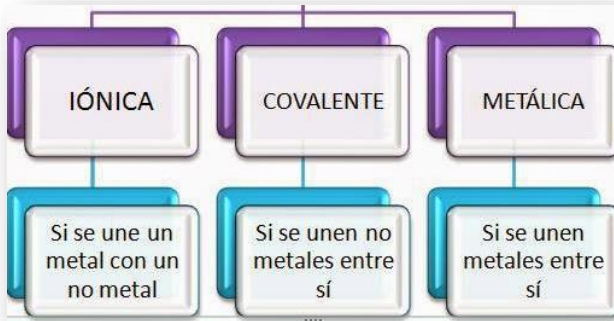 IÓNICA
COVALENTE
METÁLICA
Si se une un
metal con un
no metal
Si se unen no
metales entre
sí
Si se unen
metales entre
sí